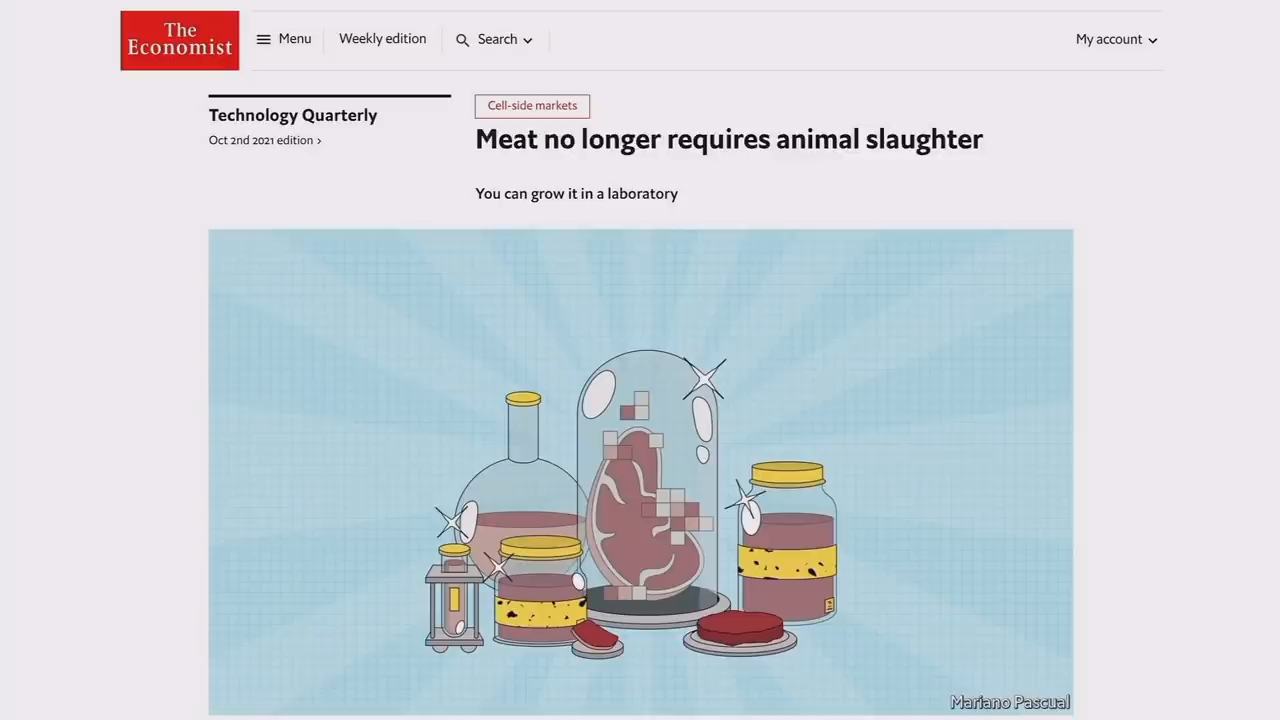 The
Economist
Menu
Weekly edition
Search
My account
Technology Quarterly
Oct 2nd 2021 edition ›
Cell-side markets
Meat no longer requires animal slaughter
You can grow it in a laboratory
Mariano Pascual